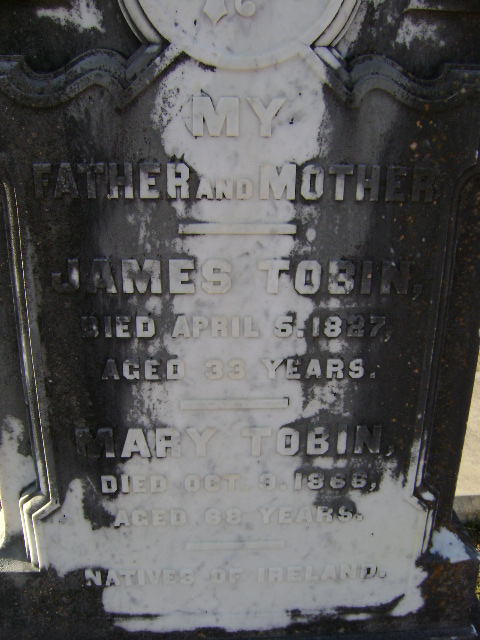 MY
FATHER AND MOTHER
JAMES TOBIN,
DIED APRIL 5. 1827
AGED 33 YEARS.
MARY TOBIN,
DIED OCT. 9. 1866,
AGED 68 YEARS.
NATIVES OF IRELAND.